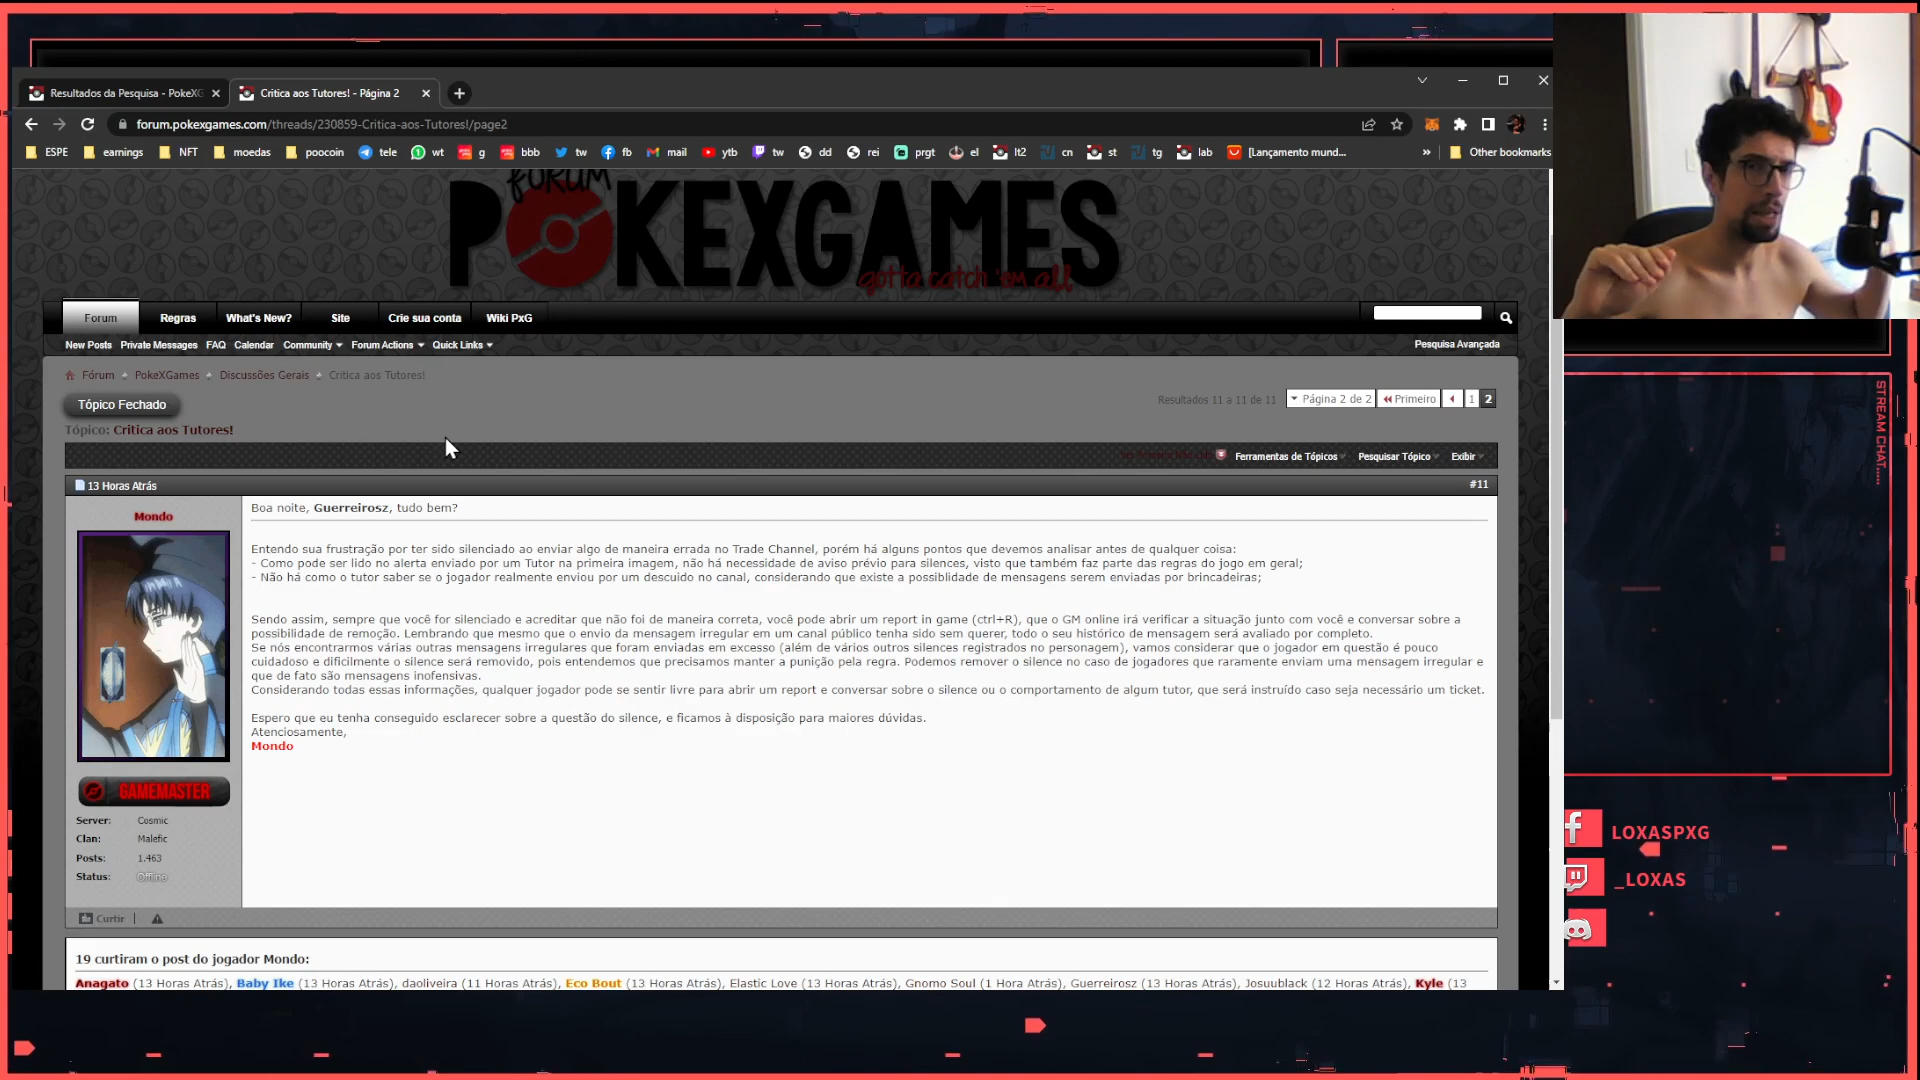 Resultados da Pesquisa - PokeXG
Critica aos Tutores! - Página 2
forum.pokexgames.com/threads/230859-Critica-aos-Tutores!/page2
ESPE earnings NFT moedas poocoin tele wt g bbb tw fb mail ytb tw dd rei prgt el lt2 cn st tg lab [Lançamento mund... » Other bookmarks
forum
POKEXGAMES
gotta catch 'em all
Forum Regras What's New? Site Crie sua conta Wiki PxG
New Posts Private Messages FAQ Calendar Community Forum Actions Quick Links Pesquisa Avançada
Fórum PokeXGames Discussões Gerais Critica aos Tutores!
Tópico Fechado
Resultados 11 a 11 de 11 Página 2 de 2 Primeiro 1 2
Tópico: Critica aos Tutores!
Ferramentas de Tópicos Pesquisar Tópico Exibir
13 Horas Atrás #11
Mondo
Boa noite, Guerreirosz, tudo bem?
Entendo sua frustração por ter sido silenciado ao enviar algo de maneira errada no Trade Channel, porém há alguns pontos que devemos analisar antes de qualquer coisa:
- Como pode ser lido no alerta enviado por um Tutor na primeira imagem, não há necessidade de aviso prévio para silences, visto que também faz parte das regras do jogo em geral;
- Não há como o tutor saber se o jogador realmente enviou por um descuido no canal, considerando que existe a possiblidade de mensagens serem enviadas por brincadeiras;
Sendo assim, sempre que você for silenciado e acreditar que não foi de maneira correta, você pode abrir um report in game (ctrl+R), que o GM online irá verificar a situação junto com você e conversar sobre a
possibilidade de remoção. Lembrando que mesmo que o envio da mensagem irregular em um canal público tenha sido sem querer, todo o seu histórico de mensagem será avaliado por completo.
Se nós encontrarmos várias outras mensagens irregulares que foram enviadas em excesso (além de vários outros silences registrados no personagem), vamos considerar que o jogador em questão é pouco
cuidadoso e dificilmente o silence será removido, pois entendemos que precisamos manter a punição pela regra. Podemos remover o silence no caso de jogadores que raramente enviam uma mensagem irregular e
que de fato são mensagens inofensivas.
Considerando todas essas informações, qualquer jogador pode se sentir livre para abrir um report e conversar sobre o silence ou o comportamento de algum tutor, que será instruído caso seja necessário um ticket.
Espero que eu tenha conseguido esclarecer sobre a questão do silence, e ficamos à disposição para maiores dúvidas.
Atenciosamente,
Mondo
GAMEMASTER
Server: Cosmic
Clan: Malefic
Posts: 1.463
Status: Offline
Curtir
19 curtiram o post do jogador Mondo:
Anagato (13 Horas Atrás), Baby Ike (13 Horas Atrás), daoliveira (11 Horas Atrás), Eco Bout (13 Horas Atrás), Elastic Love (13 Horas Atrás), Gnomo Soul (1 Hora Atrás), Guerreirosz (13 Horas Atrás), Josuublack (12 Horas Atrás), Kyle (13
STREAM CHAT....
LOXASPXG
_LOXAS